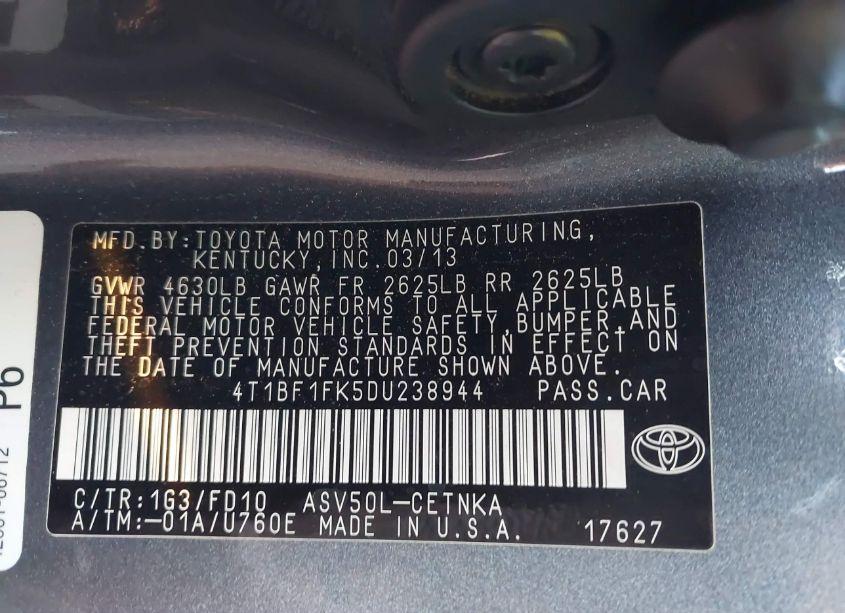 MFD.BY:TOYOTA MOTOR MANUFACTURING,
KENTUCKY,INC.03/13
GVWR 4630LB GAWR FR 2625LB RR 2625LB
THIS VEHICLE CONFORMS TO ALL APPLICABLE
FEDERAL MOTOR VEHICLE SAFETY,BUMPER,AND
THEFT PREVENTION STANDARDS IN EFFECT ON
THE DATE OF MANUFACTURE SHOWN ABOVE.
4T1BF1FK5DU238944 PASS.CAR
C/TR:1G3/FD10 ASV50L-CETNKA
A/TM:-01A/U760E MADE IN U.S.A. 17627
P6